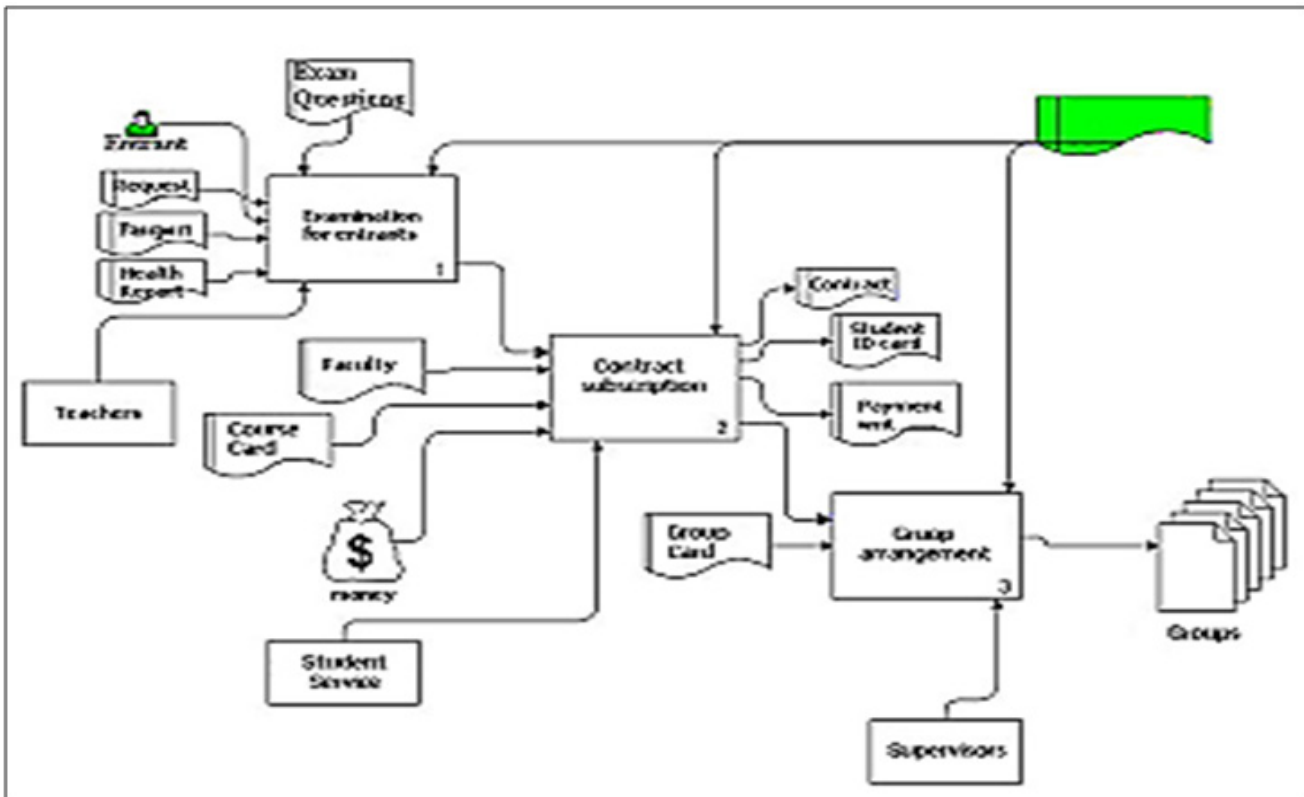 Exam
Questions
Entrant
Request
Health
Report
Examination
for entrants
1
Teachers
Faculty
Course
Card
money
Student
Service
Contract
subscription
2
Contract
Student
ID card
Payment
Group
Card
Group
arrangement
3
Groups
Supervisors